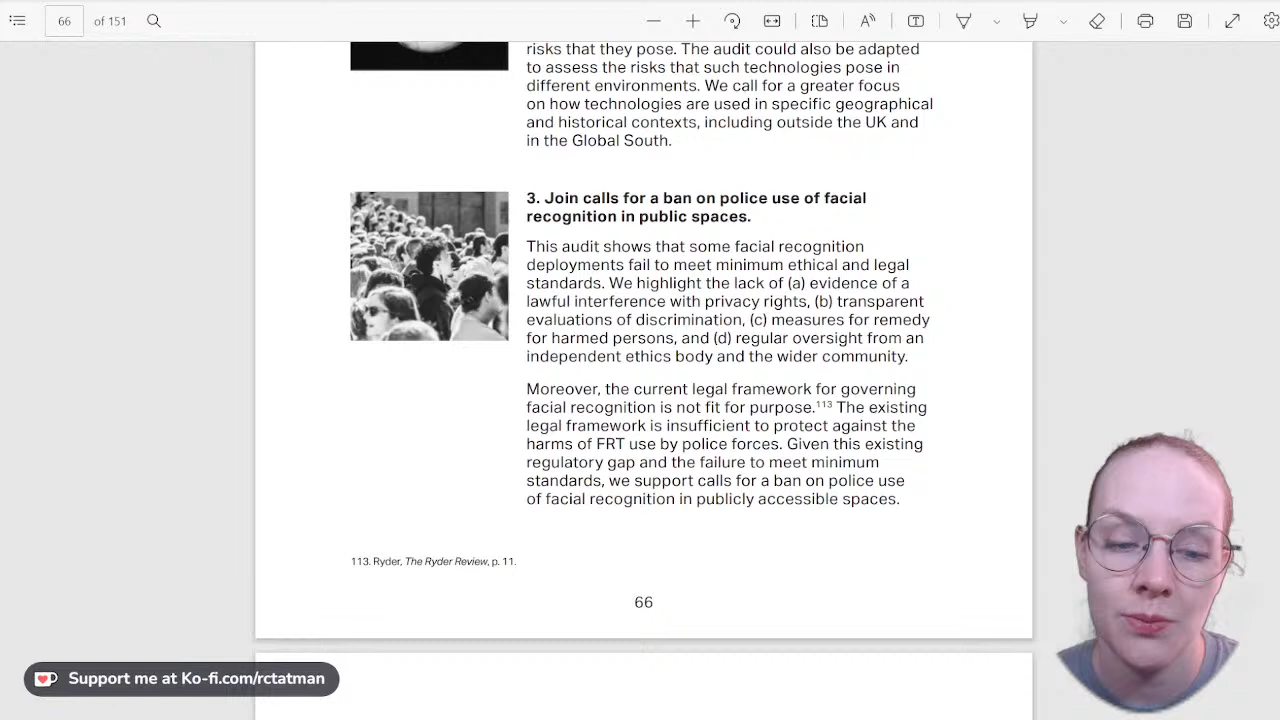 66
of 151
risks that they pose. The audit could also be adapted
to assess the risks that such technologies pose in
different environments. We call for a greater focus
on how technologies are used in specific geographical
and historical contexts, including outside the UK and
in the Global South.
3. Join calls for a ban on police use of facial
recognition in public spaces.
This audit shows that some facial recognition
deployments fail to meet minimum ethical and legal
standards. We highlight the lack of (a) evidence of a
lawful interference with privacy rights, (b) transparent
evaluations of discrimination, (c) measures for remedy
for harmed persons, and (d) regular oversight from an
independent ethics body and the wider community.
Moreover, the current legal framework for governing
facial recognition is not fit for purpose.¹¹³ The existing
legal framework is insufficient to protect against the
harms of FRT use by police forces. Given this existing
regulatory gap and the failure to meet minimum
standards, we support calls for a ban on police use
of facial recognition in publicly accessible spaces.
113. Ryder, The Ryder Review, p. 11.
66
Support me at Ko-fi.com/rctatman